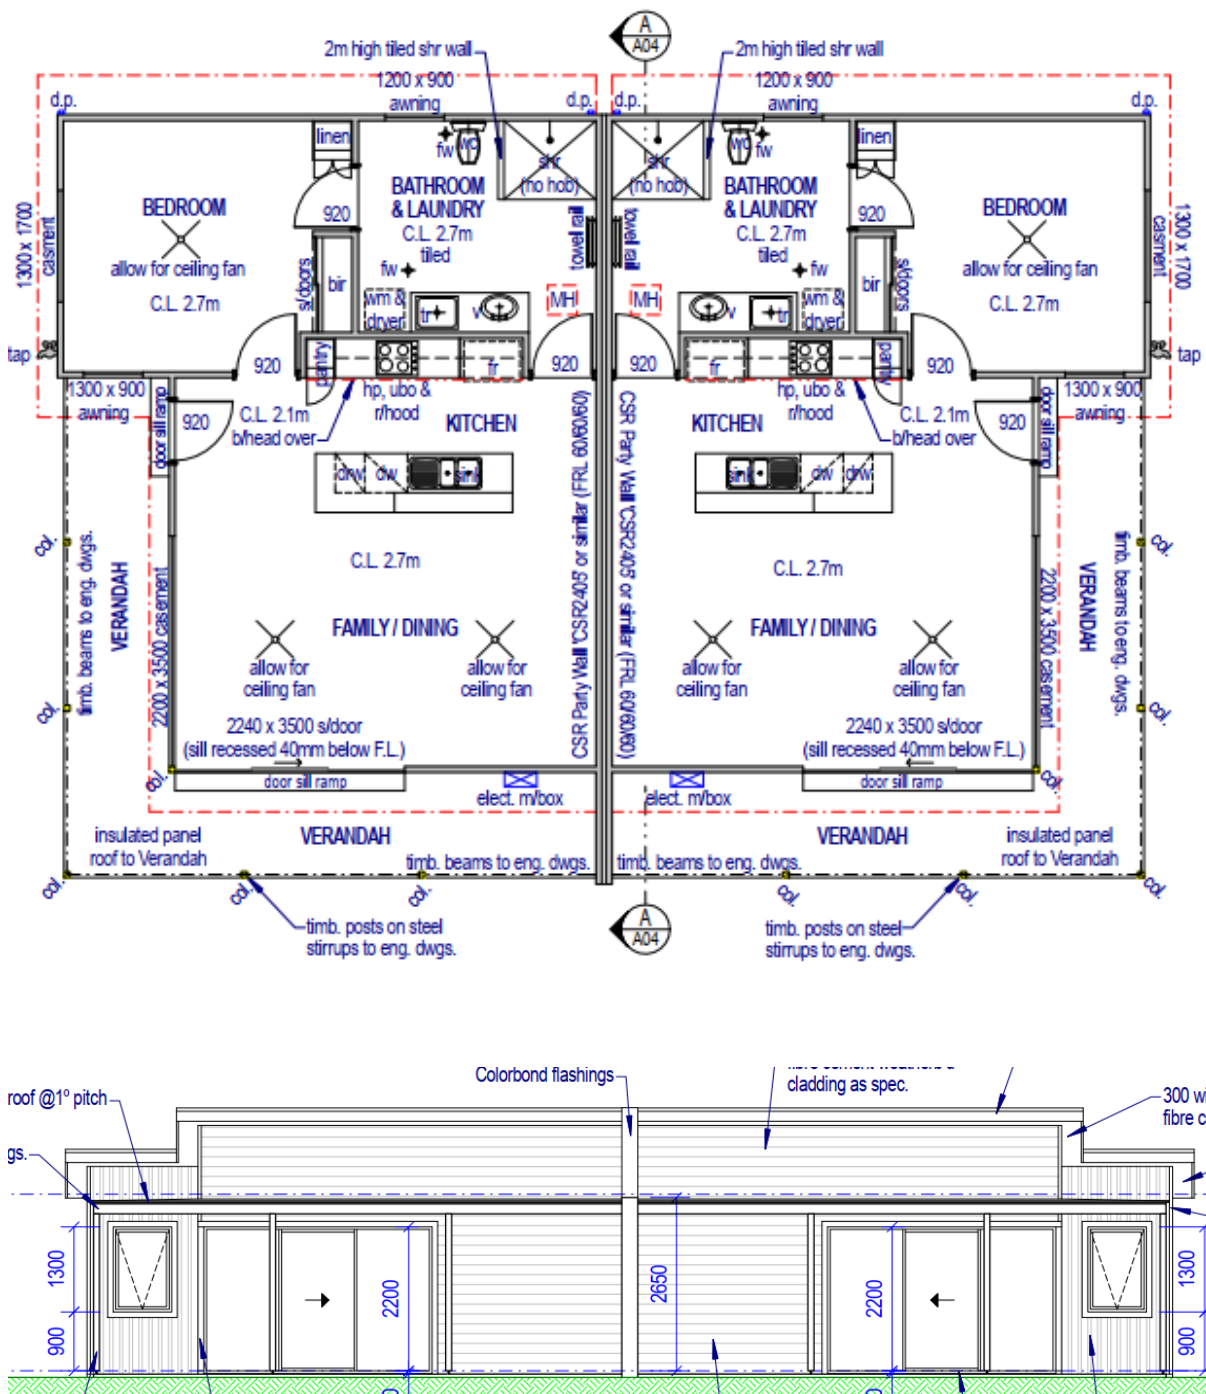 A
A04
2m high tiled shr wall
2m high tiled shr wall
1200 x 900
awning
1200 x 900
awning
d.p.
d.p.
d.p.
d.p.
linen
fw
wc
shr
(no hob)
shr
(no hob)
wc
fw
linen
BEDROOM
920
BATHROOM
& LAUNDRY
C.L. 2.7m
tiled
towel rail
towel rail
BATHROOM
& LAUNDRY
C.L. 2.7m
tiled
920
BEDROOM
1300 x 1700
casment
allow for ceiling fan
C.L. 2.7m
s/doors
bir
fw
wm &
dryer
tr
v
MH
MH
v
tr
fw
wm &
dryer
bir
s/doors
allow for ceiling fan
C.L. 2.7m
casment
1300 x 1700
tap
920
pantry
fr
920
920
fr
pantry
920
tap
1300 x 900
awning
door sill ramp
920
C.L. 2.1m
b/head over
hp, ubo &
r/hood
KITCHEN
KITCHEN
hp, ubo &
r/hood
C.L. 2.1m
b/head over
920
door sill ramp
1300 x 900
awning
drw
dw
sink
sink
dw
drw
CSR Party Wall 'CSR2405' or similar (FRL 60/60/60)
CSR Party Wall 'CSR2405' or similar (FRL 60/60/60)
col.
timb. beams to eng. dwgs.
VERANDAH
2200 x 3500 casement
C.L. 2.7m
C.L. 2.7m
2200 x 3500 casement
VERANDAH
timb. beams to eng. dwgs.
col.
FAMILY / DINING
FAMILY / DINING
allow for
ceiling fan
allow for
ceiling fan
allow for
ceiling fan
allow for
ceiling fan
col.
col.
2240 x 3500 s/door
(sill recessed 40mm below F.L.)
2240 x 3500 s/door
(sill recessed 40mm below F.L.)
col.
door sill ramp
elect. m/box
elect. m/box
door sill ramp
col.
insulated panel
roof to Verandah
VERANDAH
timb. beams to eng. dwgs.
timb. beams to eng. dwgs.
VERANDAH
insulated panel
roof to Verandah
col.
col.
col.
col.
col.
col.
timb. posts on steel
stirrups to eng. dwgs.
A
A04
timb. posts on steel
stirrups to eng. dwgs.
Colorbond flashings
cladding as spec.
roof @1° pitch
300 wi
fibre c
gs.
1300
900
2200
2650
2200
1300
900